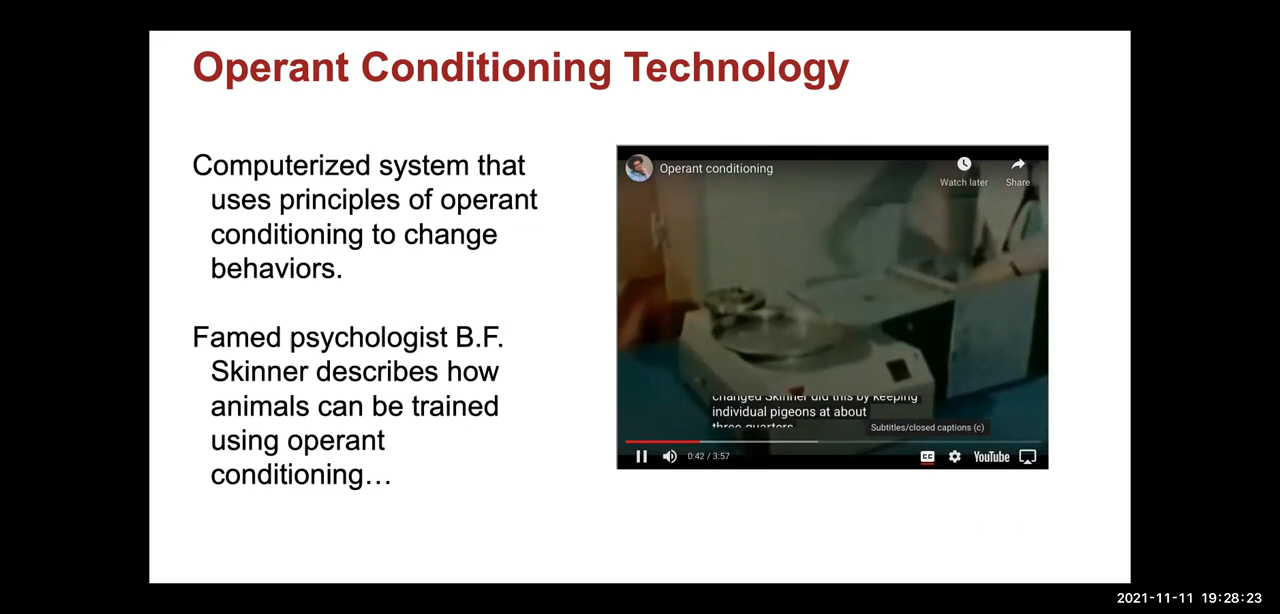 Operant Conditioning Technology
Computerized system that
uses principles of operant
conditioning to change
behaviors.
Famed psychologist B.F.
Skinner describes how
animals can be trained
using operant
conditioning…
Operant conditioning
Watch later
Share
changed Skinner did this by keeping
individual pigeons at about
three-quarters
Subtitles/closed captions (c)
0:42 / 3:57
CC
YouTube
2021-11-11 19:28:23